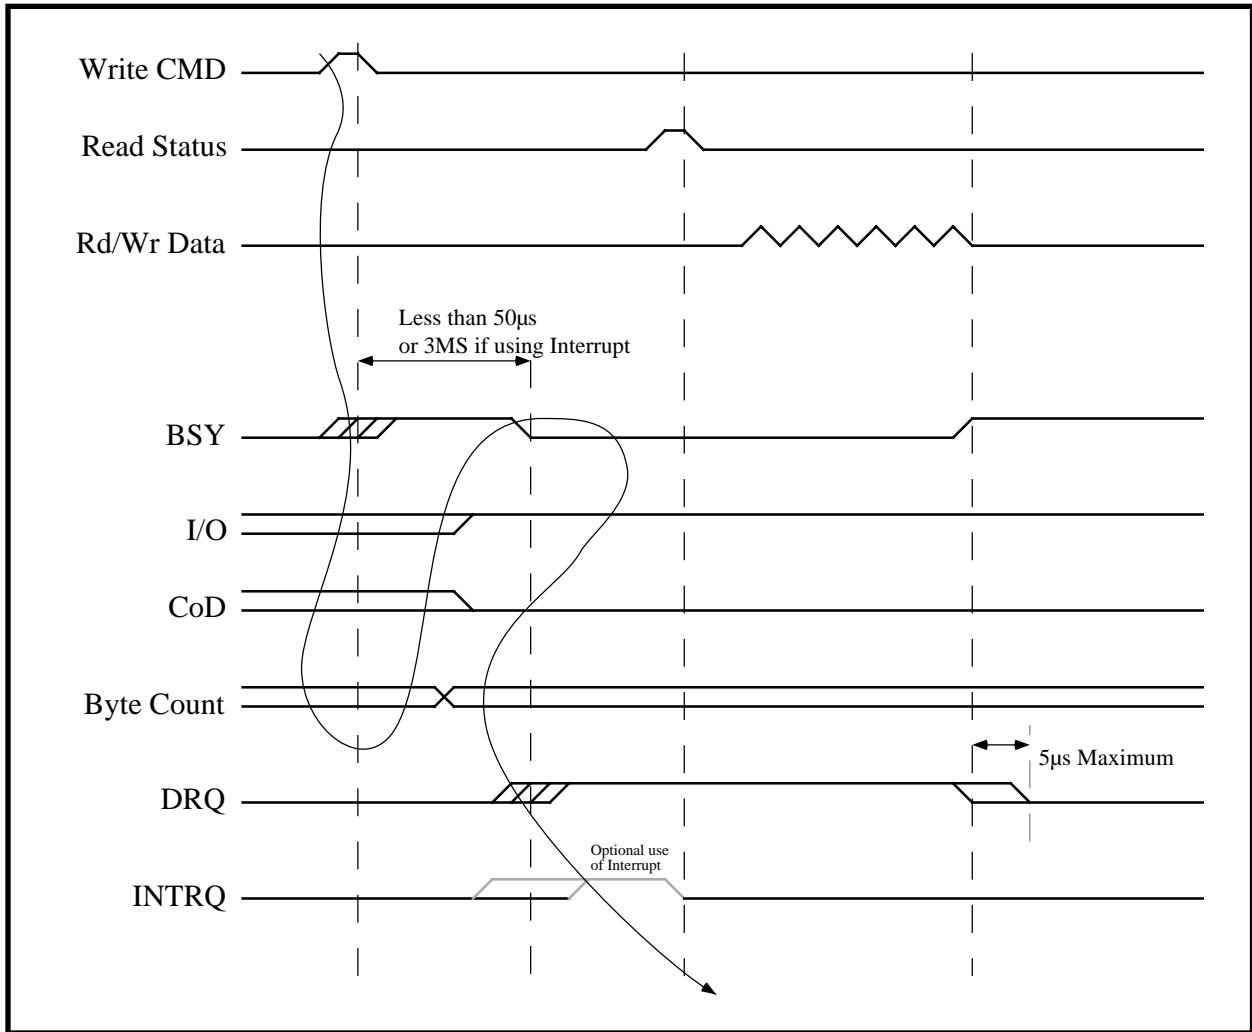 Write CMD
Read Status
Rd/Wr Data
Less than 50µs
or 3MS if using Interrupt
BSY
I/O
CoD
Byte Count
5µs Maximum
DRQ
Optional use
of Interrupt
INTRQ